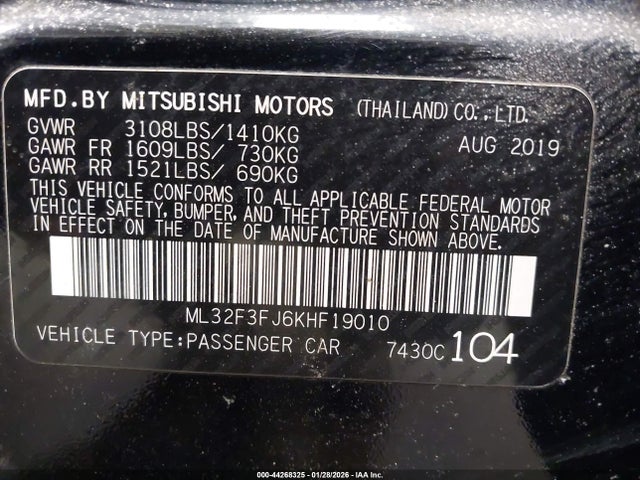 MFD.BY MITSUBISHI MOTORS (THAILAND) CO.,LTD.
GVWR 3108LBS/1410KG AUG 2019
GAWR FR 1609LBS/ 730KG
GAWR RR 1521LBS/ 690KG
THIS VEHICLE CONFORMS TO ALL APPLICABLE FEDERAL MOTOR
VEHICLE SAFETY, BUMPER, AND THEFT PREVENTION STANDARDS
IN EFFECT ON THE DATE OF MANUFACTURE SHOWN ABOVE.
ML32F3FJ6KHF19010
VEHICLE TYPE:PASSENGER CAR 7430C 104
000-44268325 - 01/28/2026 - IAA Inc.